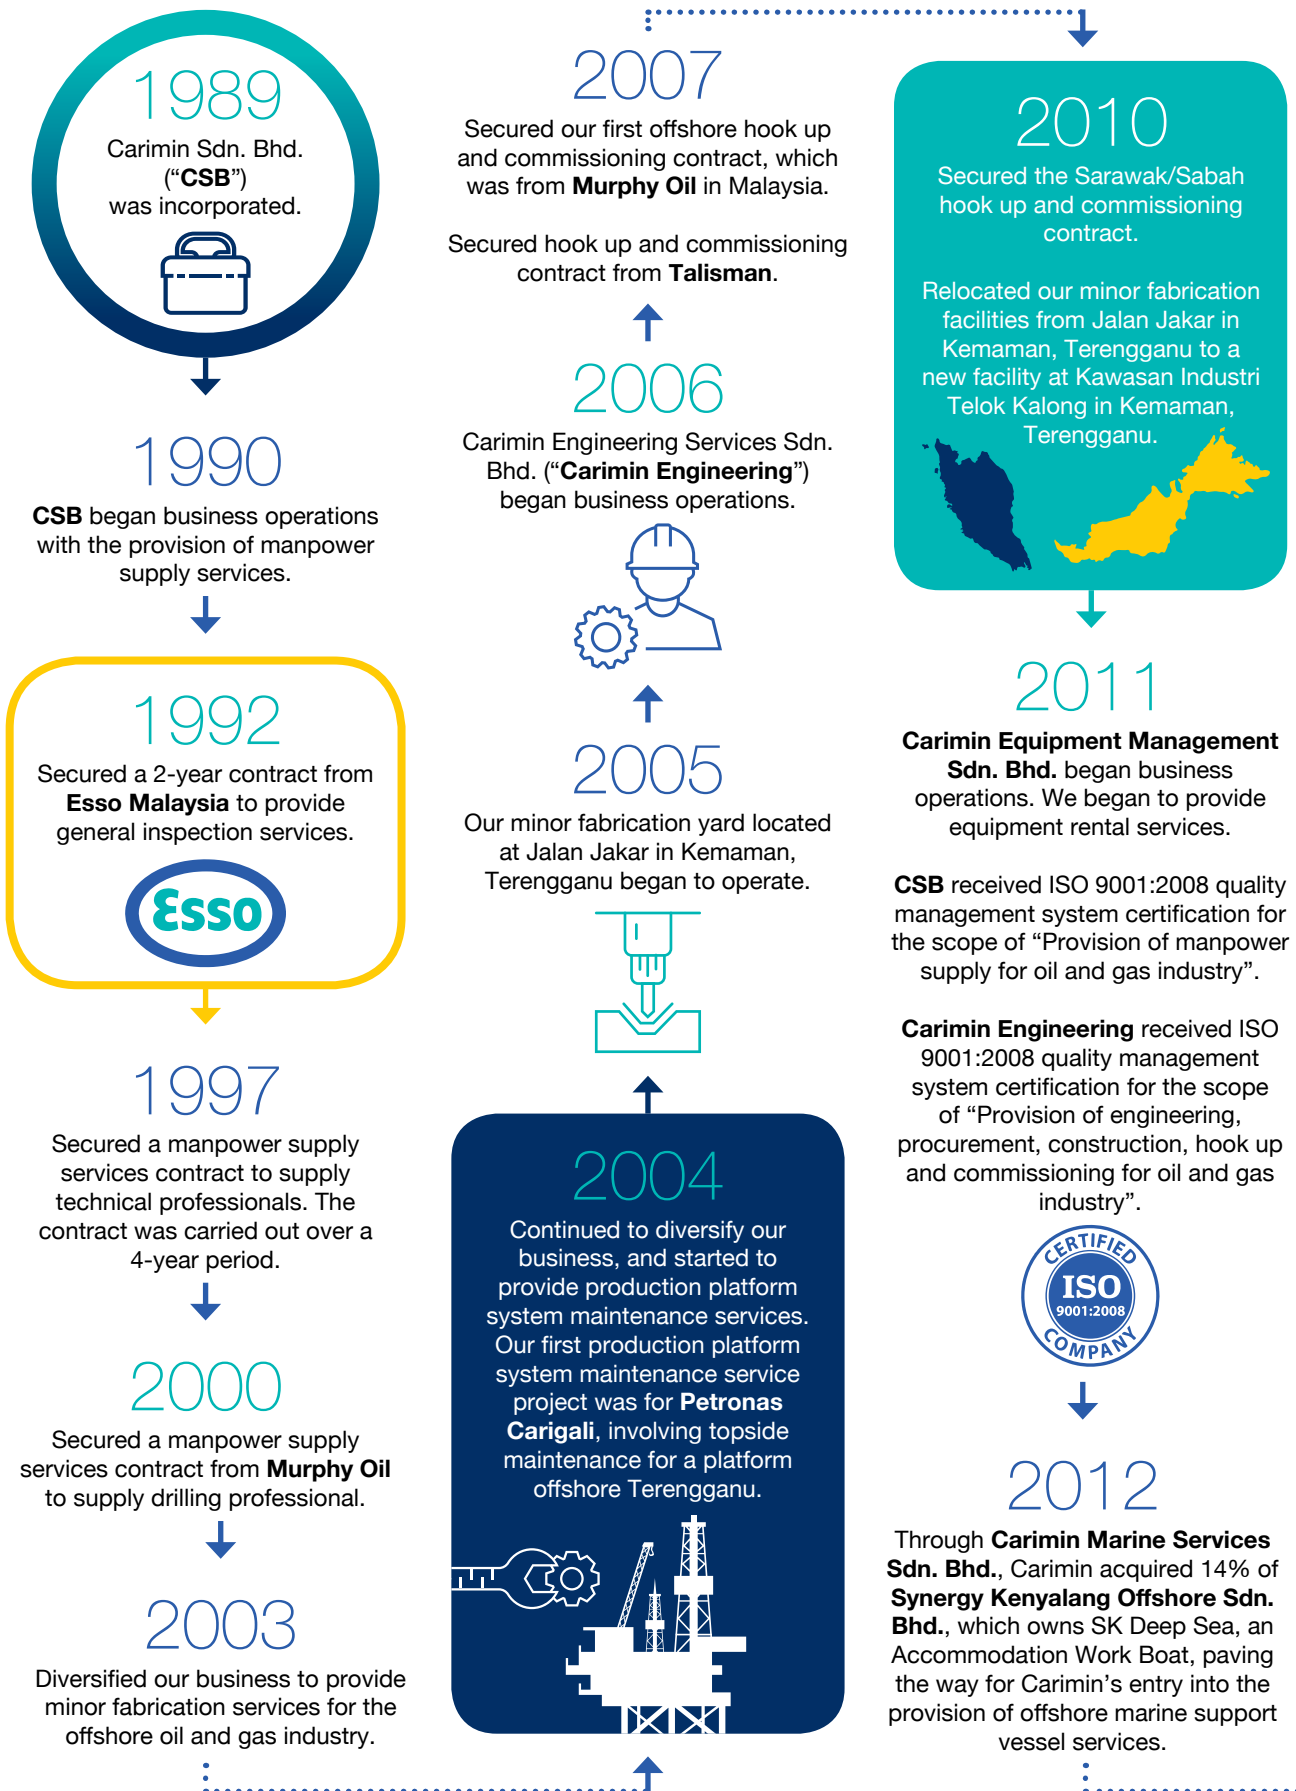 1989
Carimin Sdn. Bhd.
(“CSB”)
was incorporated.
1990
CSB began business operations
with the provision of manpower
supply services.
1992
Secured a 2-year contract from
Esso Malaysia to provide
general inspection services.
Esso
1997
Secured a manpower supply
services contract to supply
technical professionals. The
contract was carried out over a
4-year period.
2000
Secured a manpower supply
services contract from Murphy Oil
to supply drilling professional.
2003
Diversified our business to provide
minor fabrication services for the
offshore oil and gas industry.
2004
Continued to diversify our
business, and started to
provide production platform
system maintenance services.
Our first production platform
system maintenance service
project was for Petronas
Carigali, involving topside
maintenance for a platform
offshore Terengganu.
2005
Our minor fabrication yard located
at Jalan Jakar in Kemaman,
Terengganu began to operate.
2006
Carimin Engineering Services Sdn.
Bhd. (“Carimin Engineering”)
began business operations.
2007
Secured our first offshore hook up
and commissioning contract, which
was from Murphy Oil in Malaysia.
Secured hook up and commissioning
contract from Talisman.
2010
Secured the Sarawak/Sabah
hook up and commissioning
contract.
Relocated our minor fabrication
facilities from Jalan Jakar in
Kemaman, Terengganu to a
new facility at Kawasan Industri
Telok Kalong in Kemaman,
Terengganu.
2011
Carimin Equipment Management
Sdn. Bhd. began business
operations. We began to provide
equipment rental services.
CSB received ISO 9001:2008 quality
management system certification for
the scope of “Provision of manpower
supply for oil and gas industry”.
Carimin Engineering received ISO
9001:2008 quality management
system certification for the scope
of “Provision of engineering,
procurement, construction, hook up
and commissioning for oil and gas
industry”.
CERTIFIED
ISO
9001:2008
COMPANY
2012
Through Carimin Marine Services
Sdn. Bhd., Carimin acquired 14% of
Synergy Kenyalang Offshore Sdn.
Bhd., which owns SK Deep Sea, an
Accommodation Work Boat, paving
the way for Carimin’s entry into the
provision of offshore marine support
vessel services.